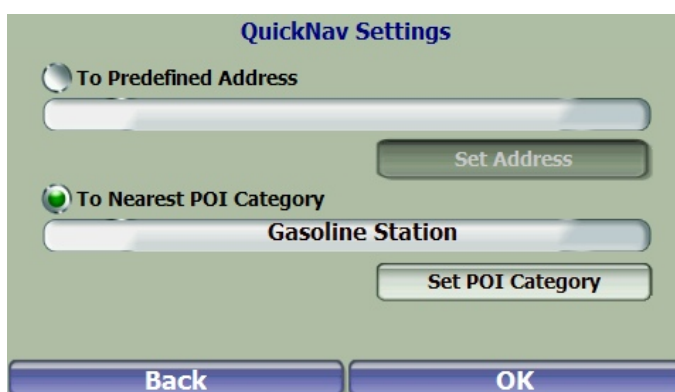 QuickNav Settings
To Predefined Address
Set Address
To Nearest POI Category
Gasoline Station
Set POI Category
Back OK